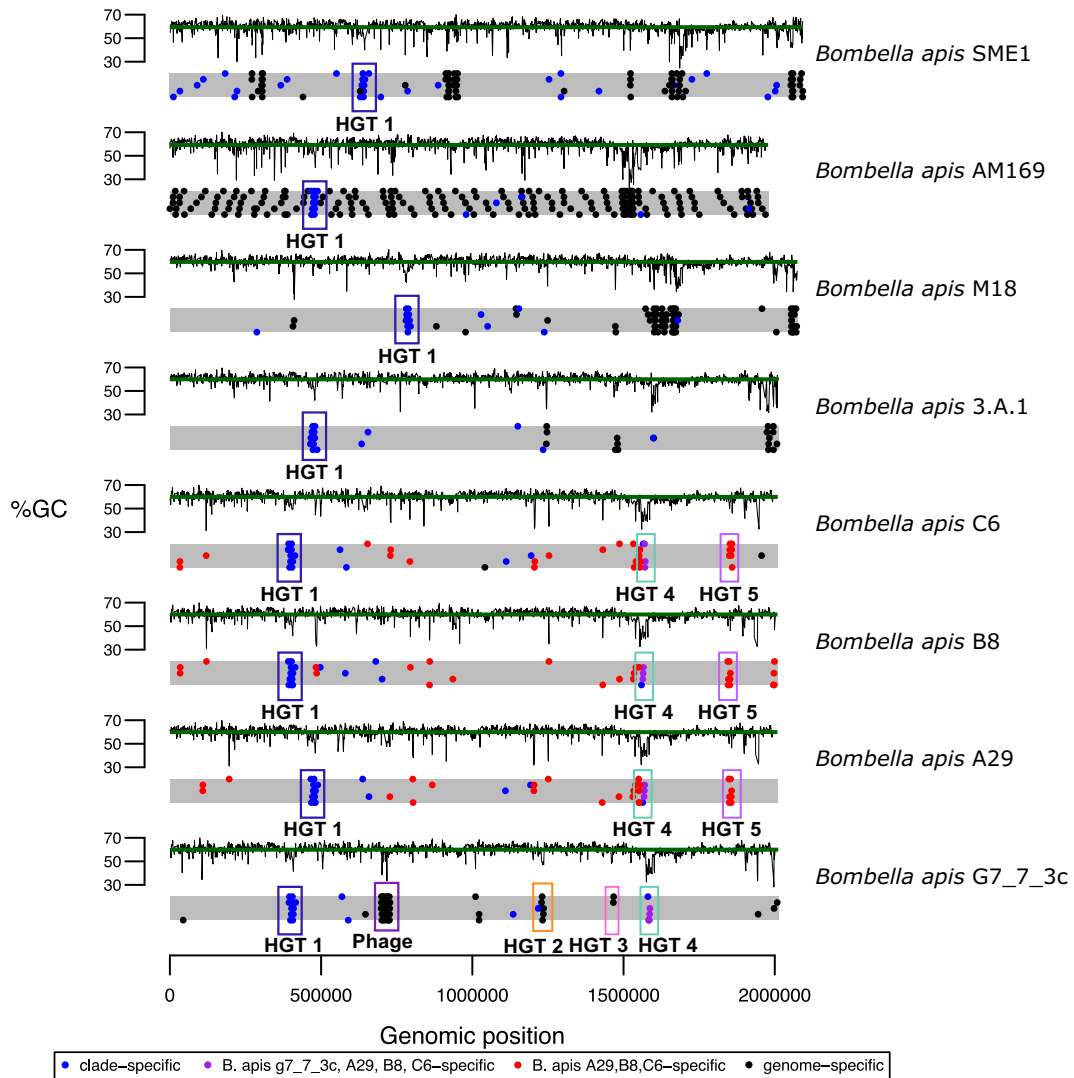 70
50
30
Bombella apis SME1
HGT 1
70
50
30
Bombella apis AM169
HGT 1
70
50
30
Bombella apis M18
HGT 1
70
50
30
Bombella apis 3.A.1
HGT 1
%GC
70
50
30
Bombella apis C6
HGT 1
HGT 4
HGT 5
70
50
30
Bombella apis B8
HGT 1
HGT 4
HGT 5
70
50
30
Bombella apis A29
HGT 1
HGT 4
HGT 5
70
50
30
Bombella apis G7_7_3c
HGT 1
Phage
HGT 2
HGT 3
HGT 4
0
500000
1000000
1500000
2000000
Genomic position
clade−specific
B. apis g7_7_3c, A29, B8, C6−specific
B. apis A29,B8,C6−specific
genome−specific